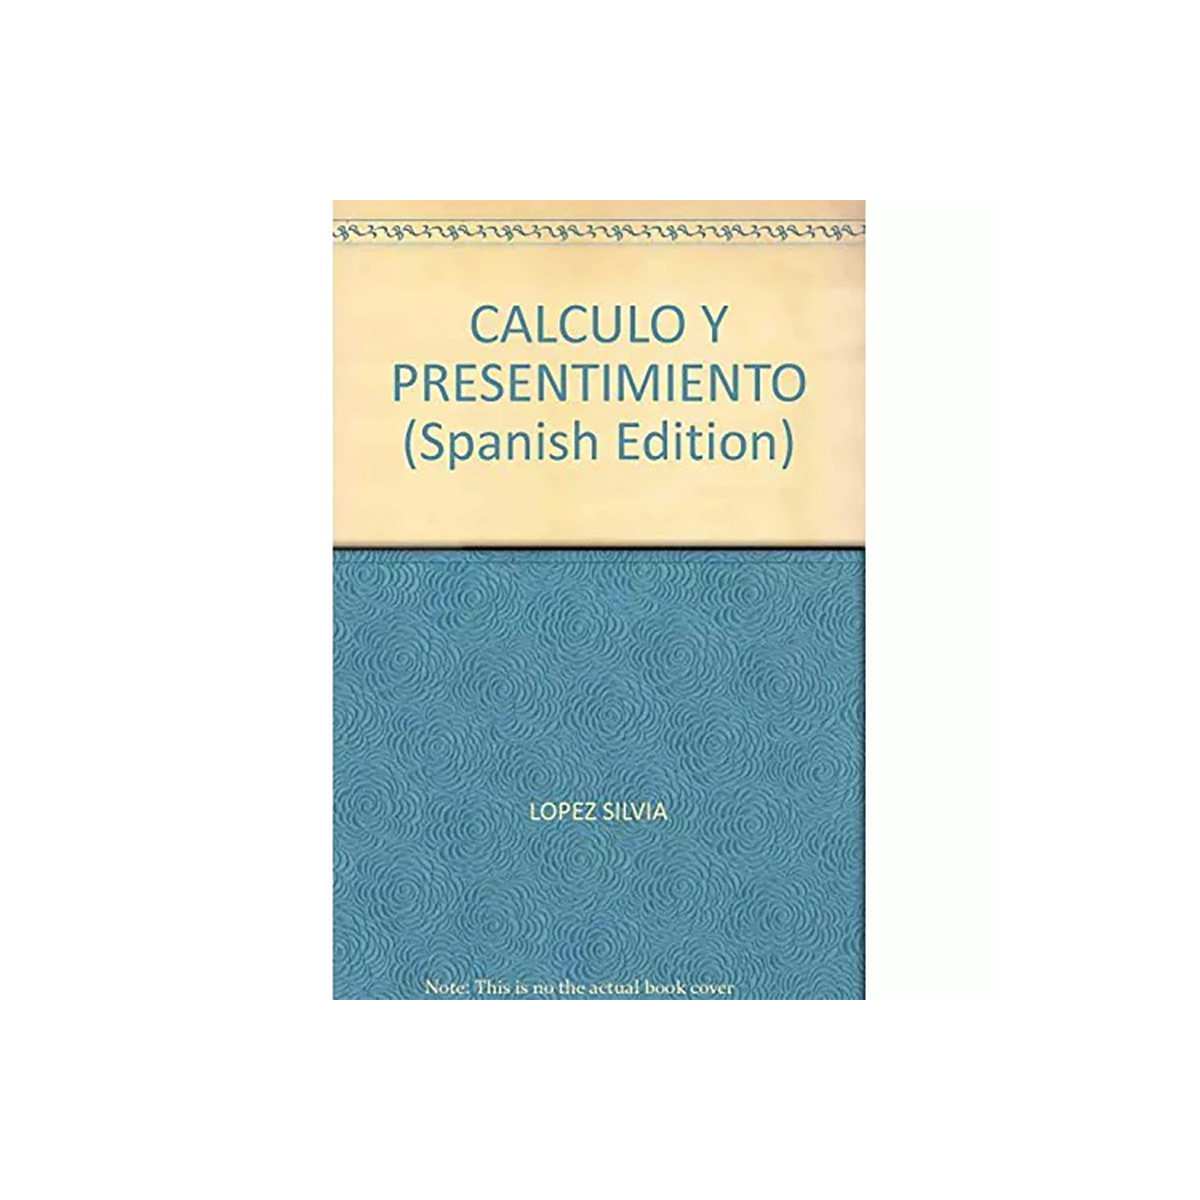 CALCULO Y
PRESENTIMIENTO
(Spanish Edition)
LOPEZ SILVIA
Note: This is no the actual book cover